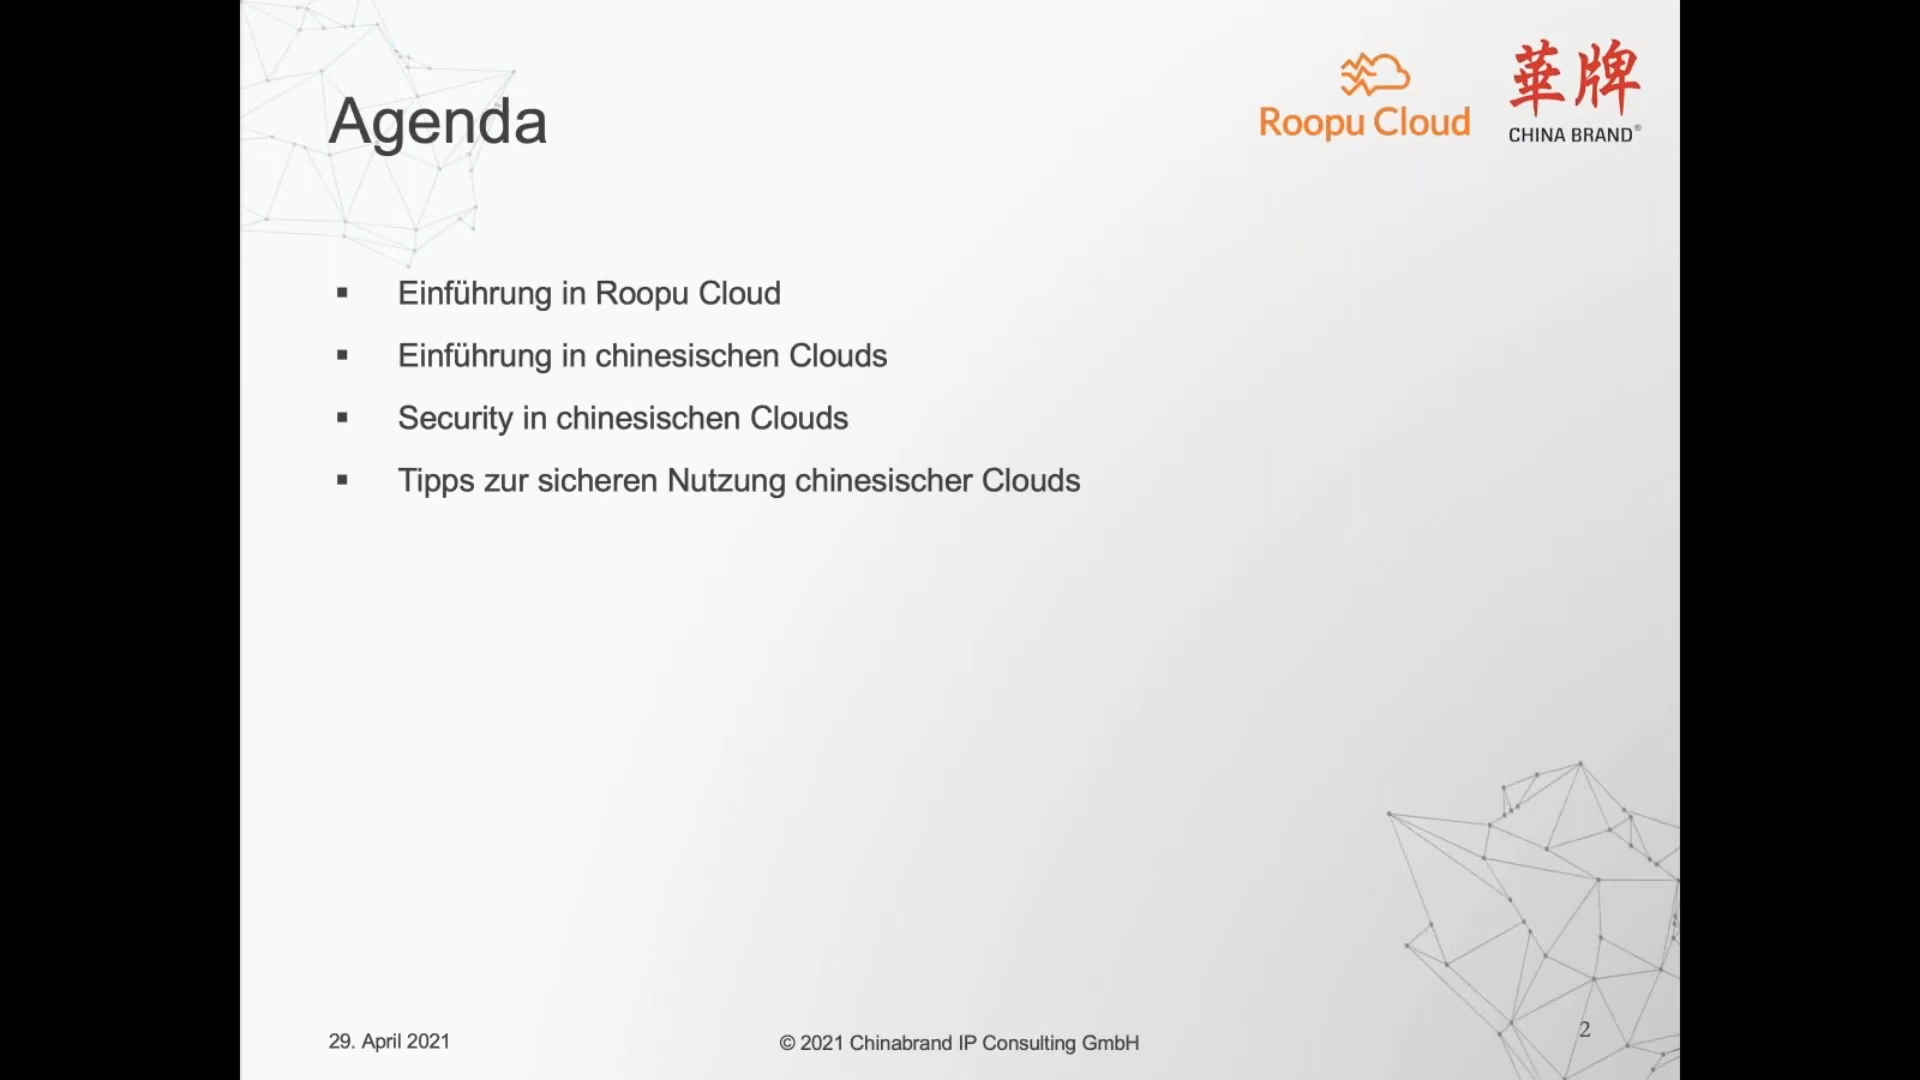 Agenda
Roopu Cloud
華牌
CHINA BRAND®
▪ Einführung in Roopu Cloud
▪ Einführung in chinesischen Clouds
▪ Security in chinesischen Clouds
▪ Tipps zur sicheren Nutzung chinesischer Clouds
29. April 2021
© 2021 Chinabrand IP Consulting GmbH
2